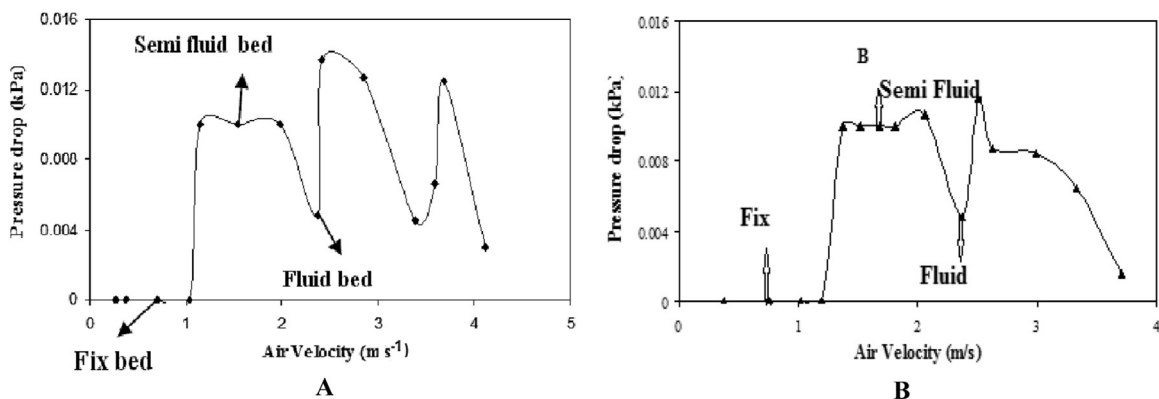 0.016
0.012
0.008
0.004
0
Pressure drop (kPa)
Semi fluid bed
Fluid bed
Fix bed
0 1 2 3 4 5
Air Velocity (m s-1)
A
0.016
0.012
0.008
0.004
0
Pressure drop (kPa)
B
Semi Fluid
Fix
Fluid
0 1 2 3 4
Air Velocity (m/s)
B